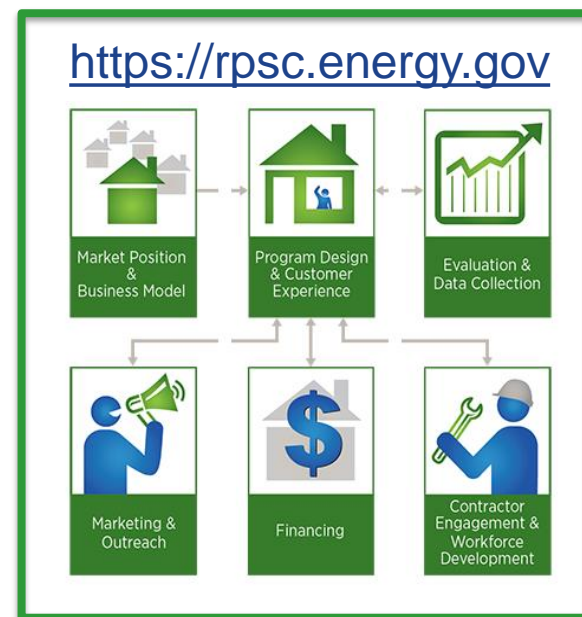 https://rpsc.energy.gov
Market Position
&
Business Model
Program Design
& Customer
Experience
Evaluation &
Data Collection
Marketing &
Outreach
Financing
Contractor
Engagement &
Workforce
Development